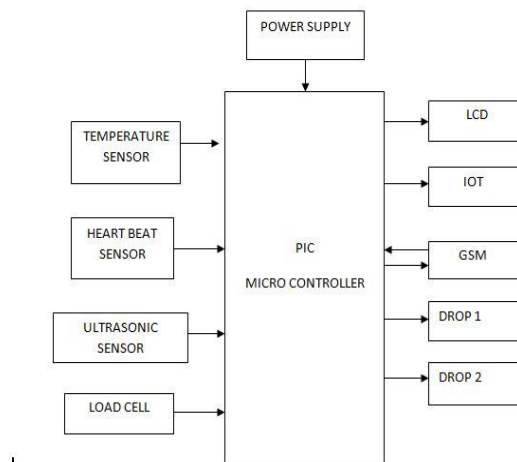 POWER SUPPLY
TEMPERATURE
SENSOR
HEART BEAT
SENSOR
ULTRASONIC
SENSOR
LOAD CELL
PIC
MICRO CONTROLLER
LCD
IOT
GSM
DROP 1
DROP 2